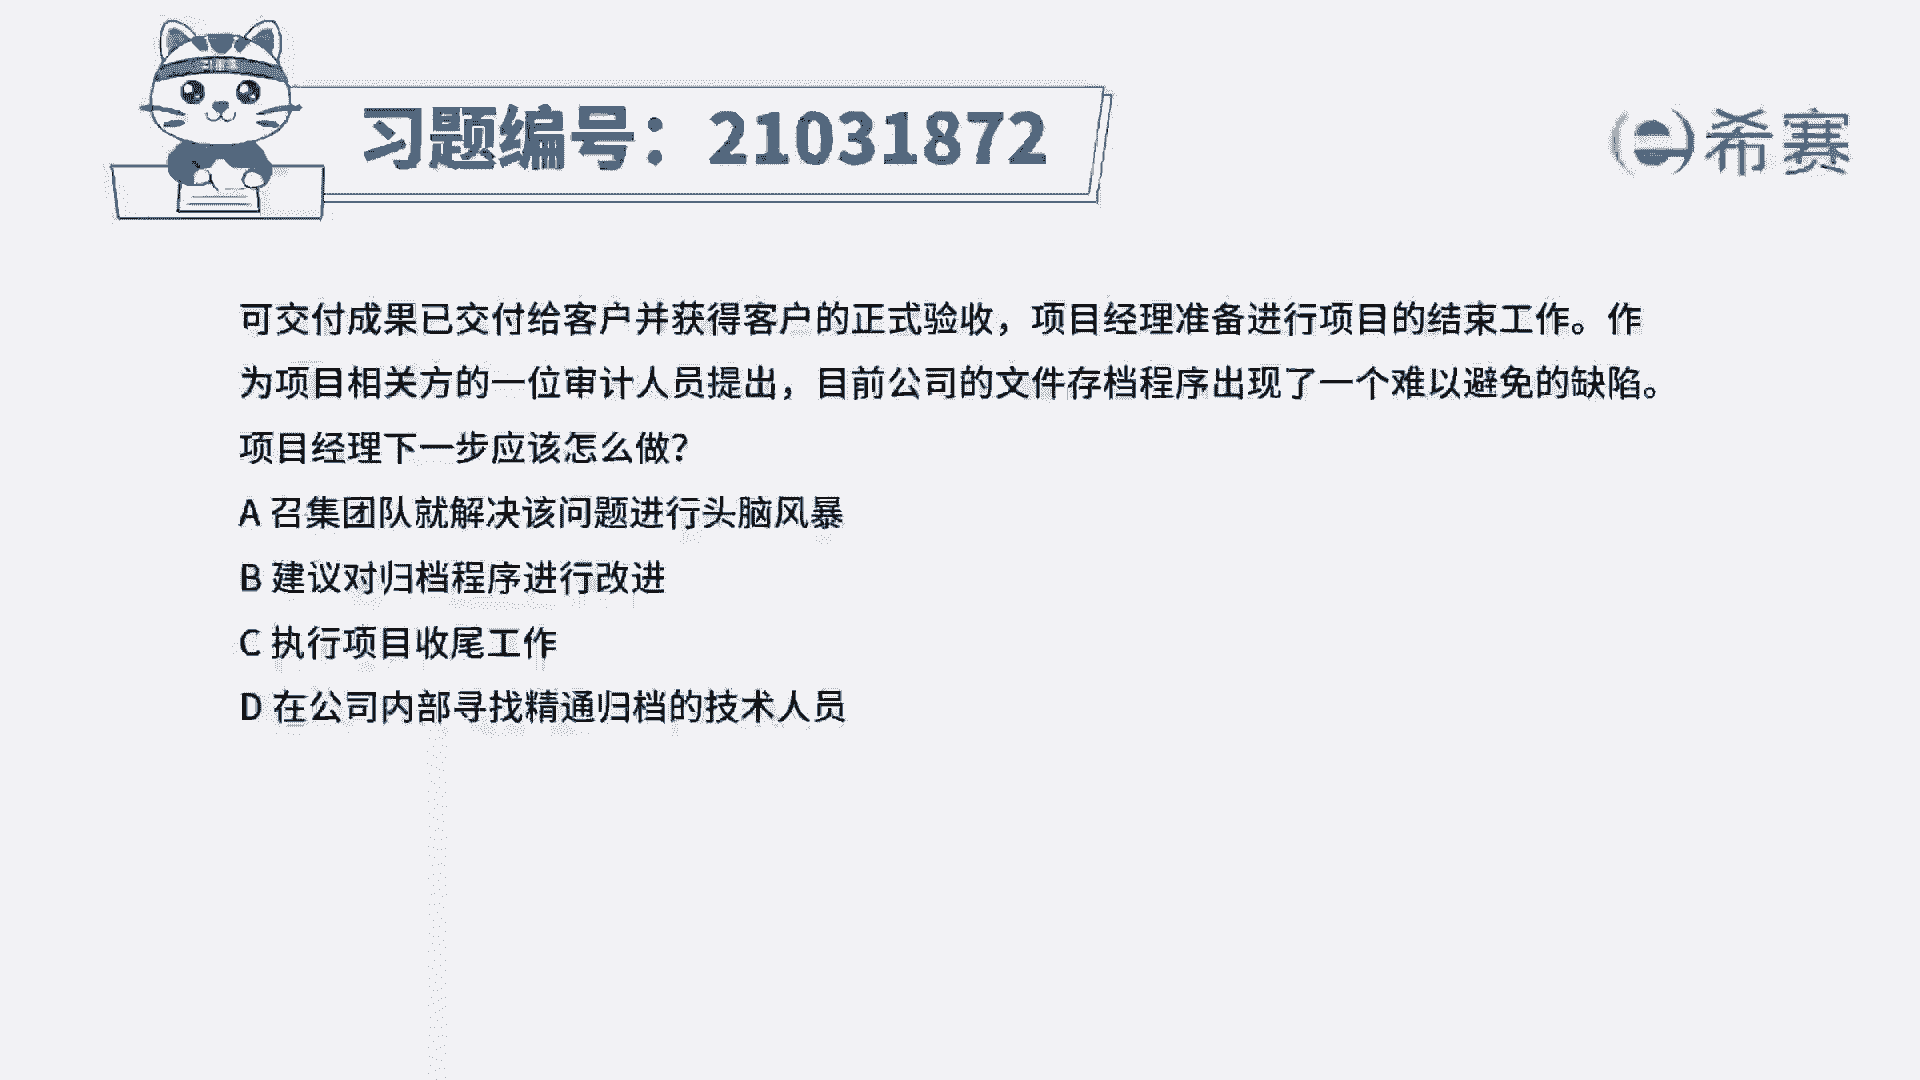 习题编号：21031872
希赛
可交付成果已交付给客户并获得客户的正式验收，项目经理准备进行项目的结束工作。作
为项目相关方的一位审计人员提出，目前公司的文件存档程序出现了一个难以避免的缺陷。
项目经理下一步应该怎么做？
A 召集团队就解决该问题进行头脑风暴
B 建议对归档程序进行改进
C 执行项目收尾工作
D 在公司内部寻找精通归档的技术人员